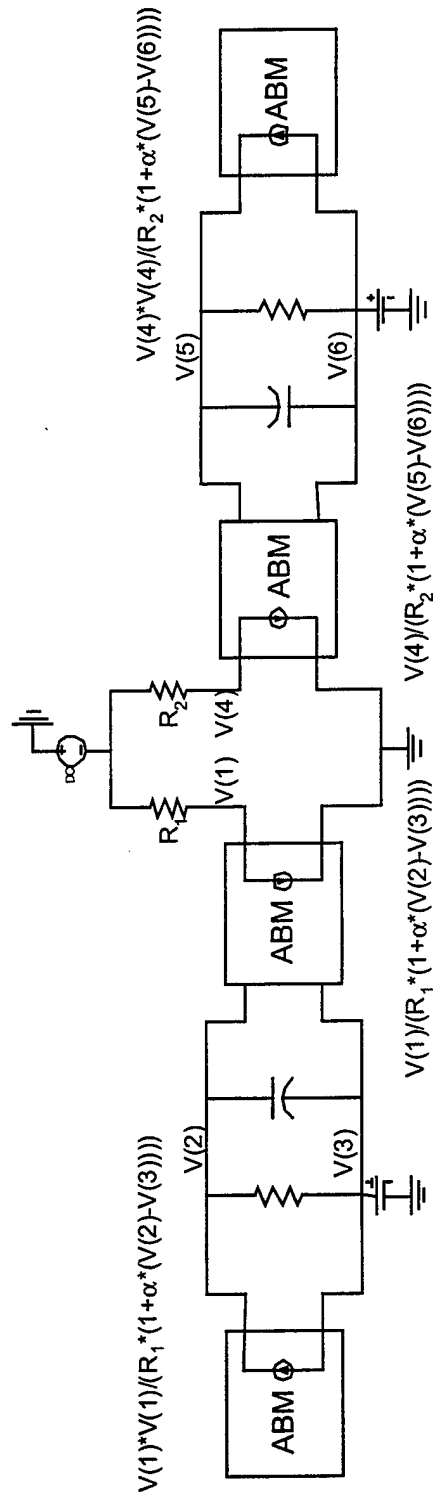 V(1)*V(1)/(R₁*(1+α*(V(2)-V(3))))
V(4)*V(4)/(R₂*(1+α*(V(5)-V(6))))
DC
R₁
R₂
V(2)
V(1)
V(4)
V(5)
ABM
ABM
ABM
ABM
V(3)
V(6)
V(1)/(R₁*(1+α*(V(2)-V(3))))
V(4)/(R₂*(1+α*(V(5)-V(6))))